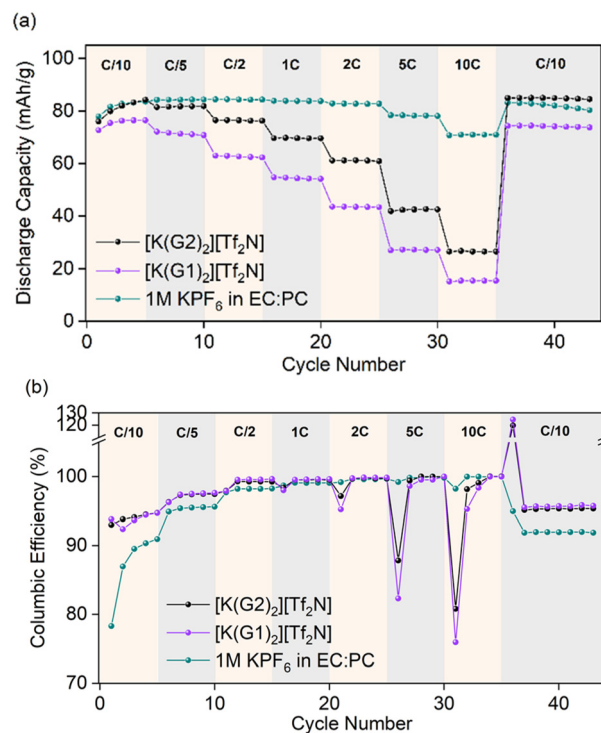 (a)
C/10 C/5 C/2 1C 2C 5C 10C C/10
100
80
60
40
20
0
Discharge Capacity (mAh/g)
[K(G2)₂][Tf₂N]
[K(G1)₂][Tf₂N]
1M KPF₆ in EC:PC
0 10 20 30 40
Cycle Number
(b)
130
120
C/10 C/5 C/2 1C 2C 5C 10C C/10
100
90
80
70
Columbic Efficiency (%)
[K(G2)₂][Tf₂N]
[K(G1)₂][Tf₂N]
1M KPF₆ in EC:PC
0 10 20 30 40
Cycle Number